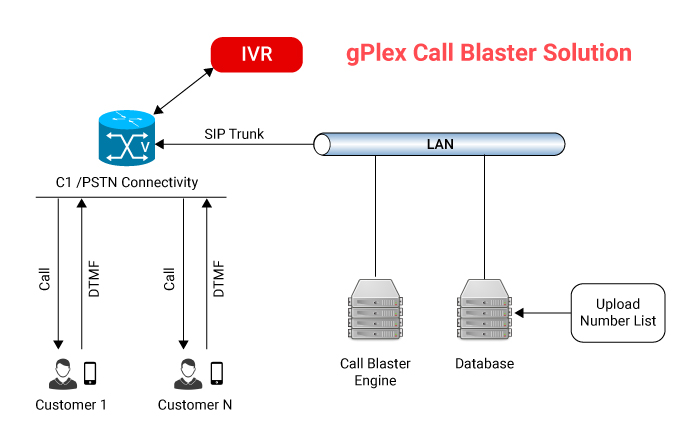 IVR
gPlex Call Blaster Solution
SIP Trunk
LAN
V
C1 /PSTN Connectivity
Call
DTMF
Call
DTMF
Upload
Number List
Call Blaster
Engine
Database
Customer 1
Customer N